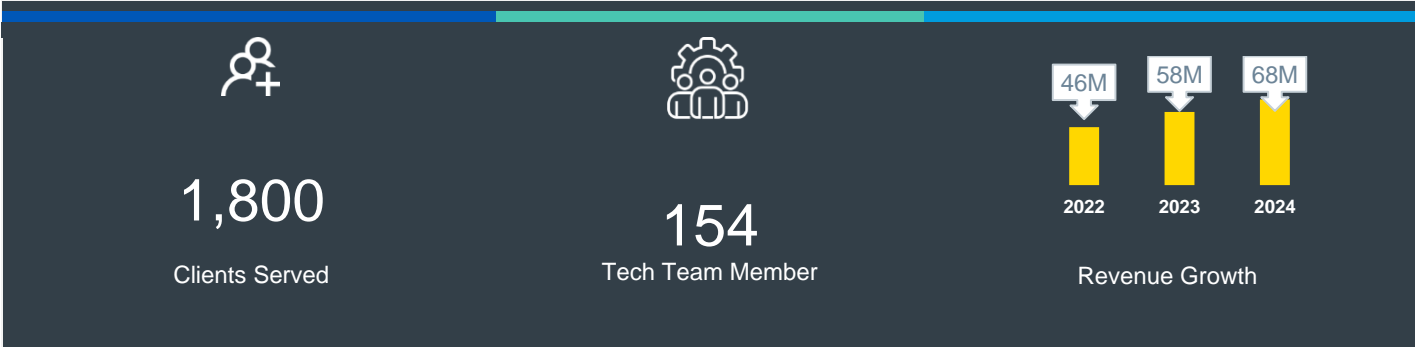 1,800
Clients Served
154
Tech Team Member
46M
58M
68M
2022
2023
2024
Revenue Growth